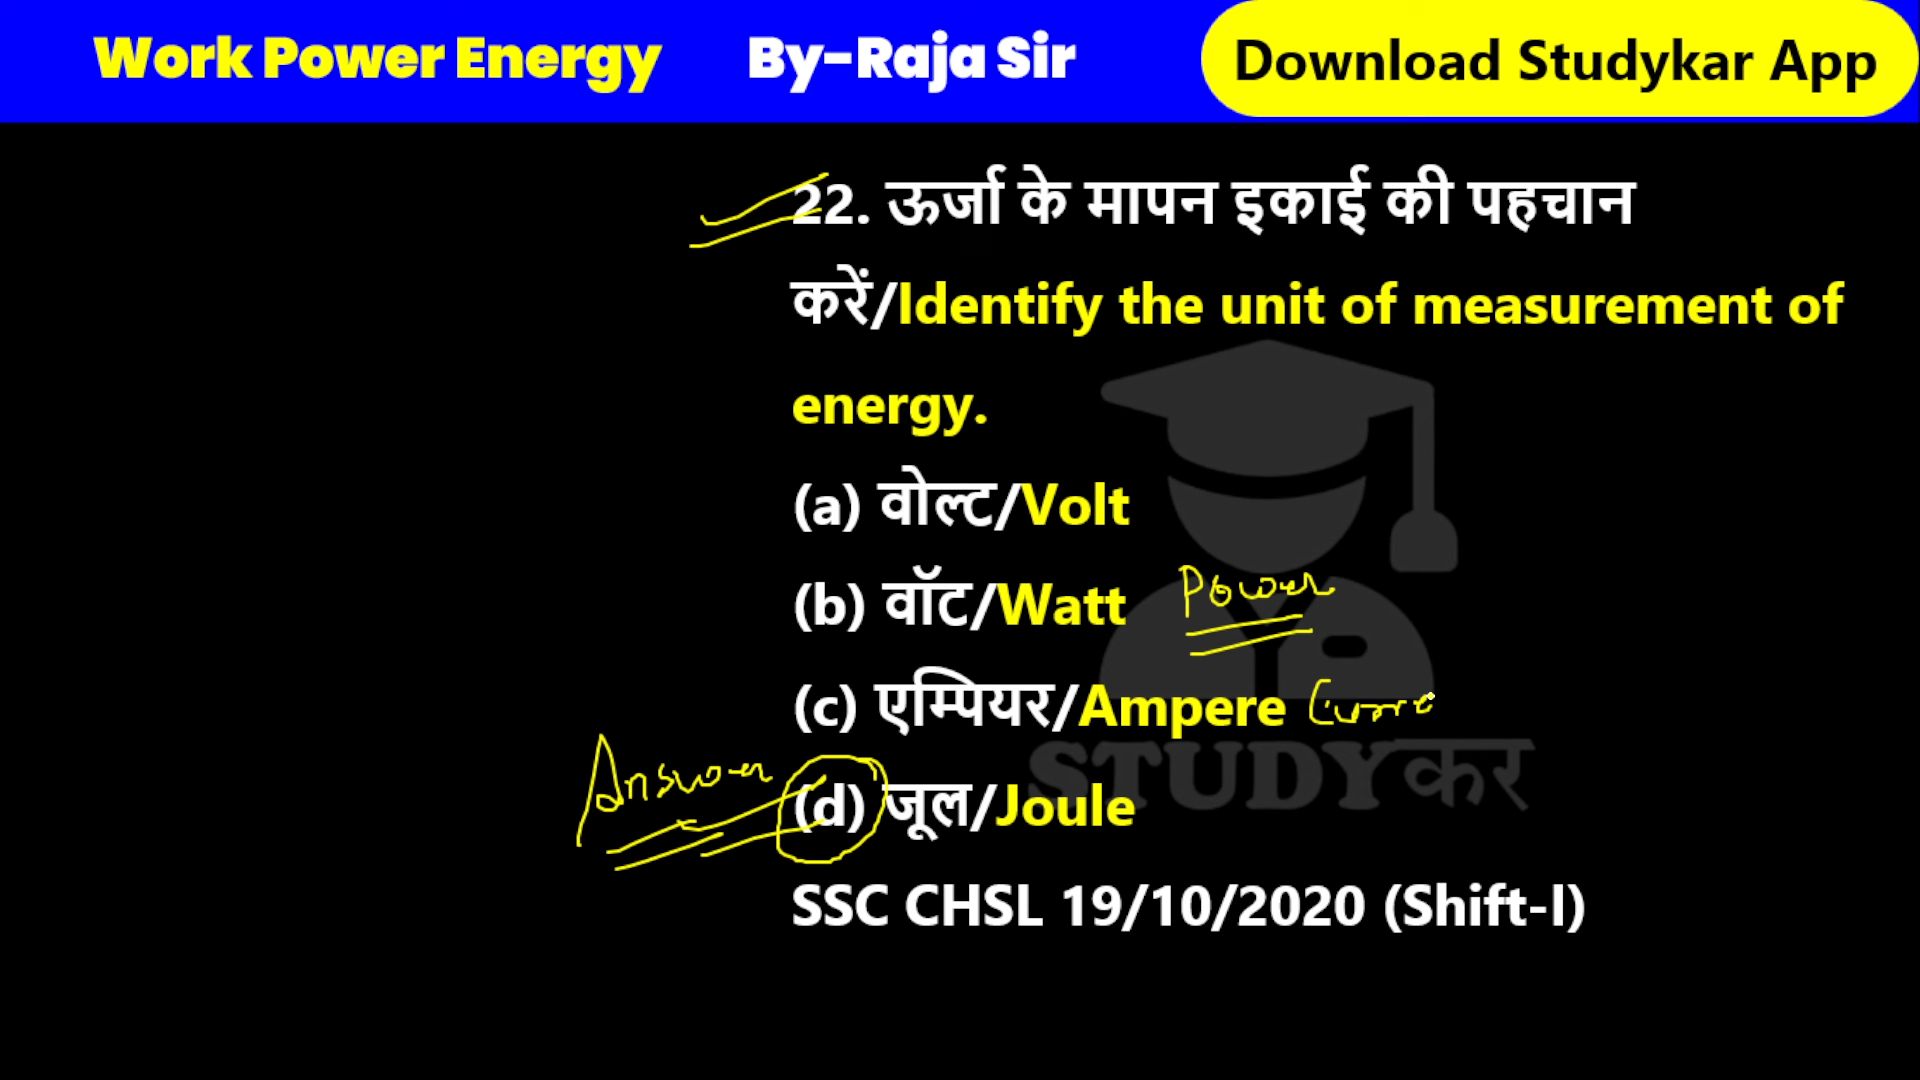 Work Power Energy By-Raja Sir Download Studykar App
22. ऊर्जा के मापन इकाई की पहचान
करें/Identify the unit of measurement of
energy.
(a) वोल्ट/Volt
(b) वॉट/Watt Power
(c) एम्पियर/Ampere Curre
Answer (d) जूल/Joule
STUDYकर
SSC CHSL 19/10/2020 (Shift-I)